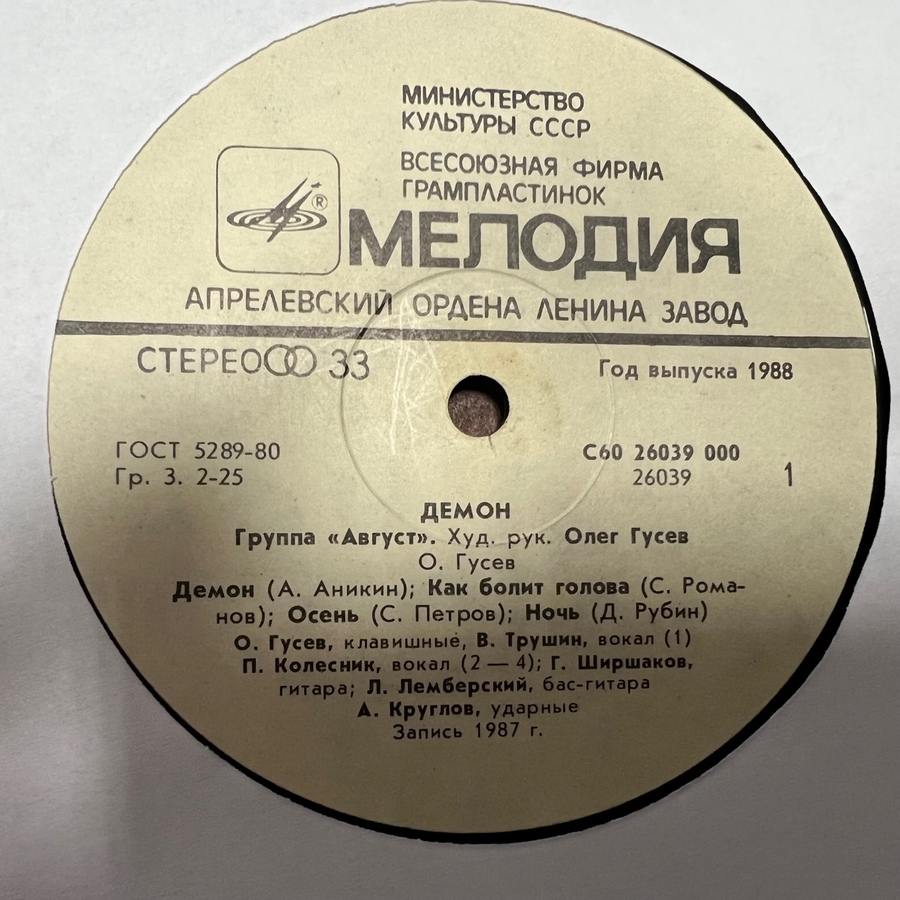 МИНИСТЕРСТВО
КУЛЬТУРЫ СССР
ВСЕСОЮЗНАЯ ФИРМА
ГРАМПЛАСТИНОК
®
МЕЛОДИЯ
АПРЕЛЕВСКИЙ ОРДЕНА ЛЕНИНА ЗАВОД
СТЕРЕО 33
Год выпуска 1988
ГОСТ 5289-80
С60 26039 000
Гр. 3. 2-25
26039
1
ДЕМОН
Группа «Август». Худ. рук. Олег Гусев
О. Гусев
Демон (А. Аникин); Как болит голова (С. Рома-
нов); Осень (С. Петров); Ночь (Д. Рубин)
О. Гусев, клавишные, В. Трушин, вокал (1)
П. Колесник, вокал (2 — 4); Г. Ширшаков,
гитара; Л. Лемберский, бас-гитара
А. Круглов, ударные
Запись 1987 г.